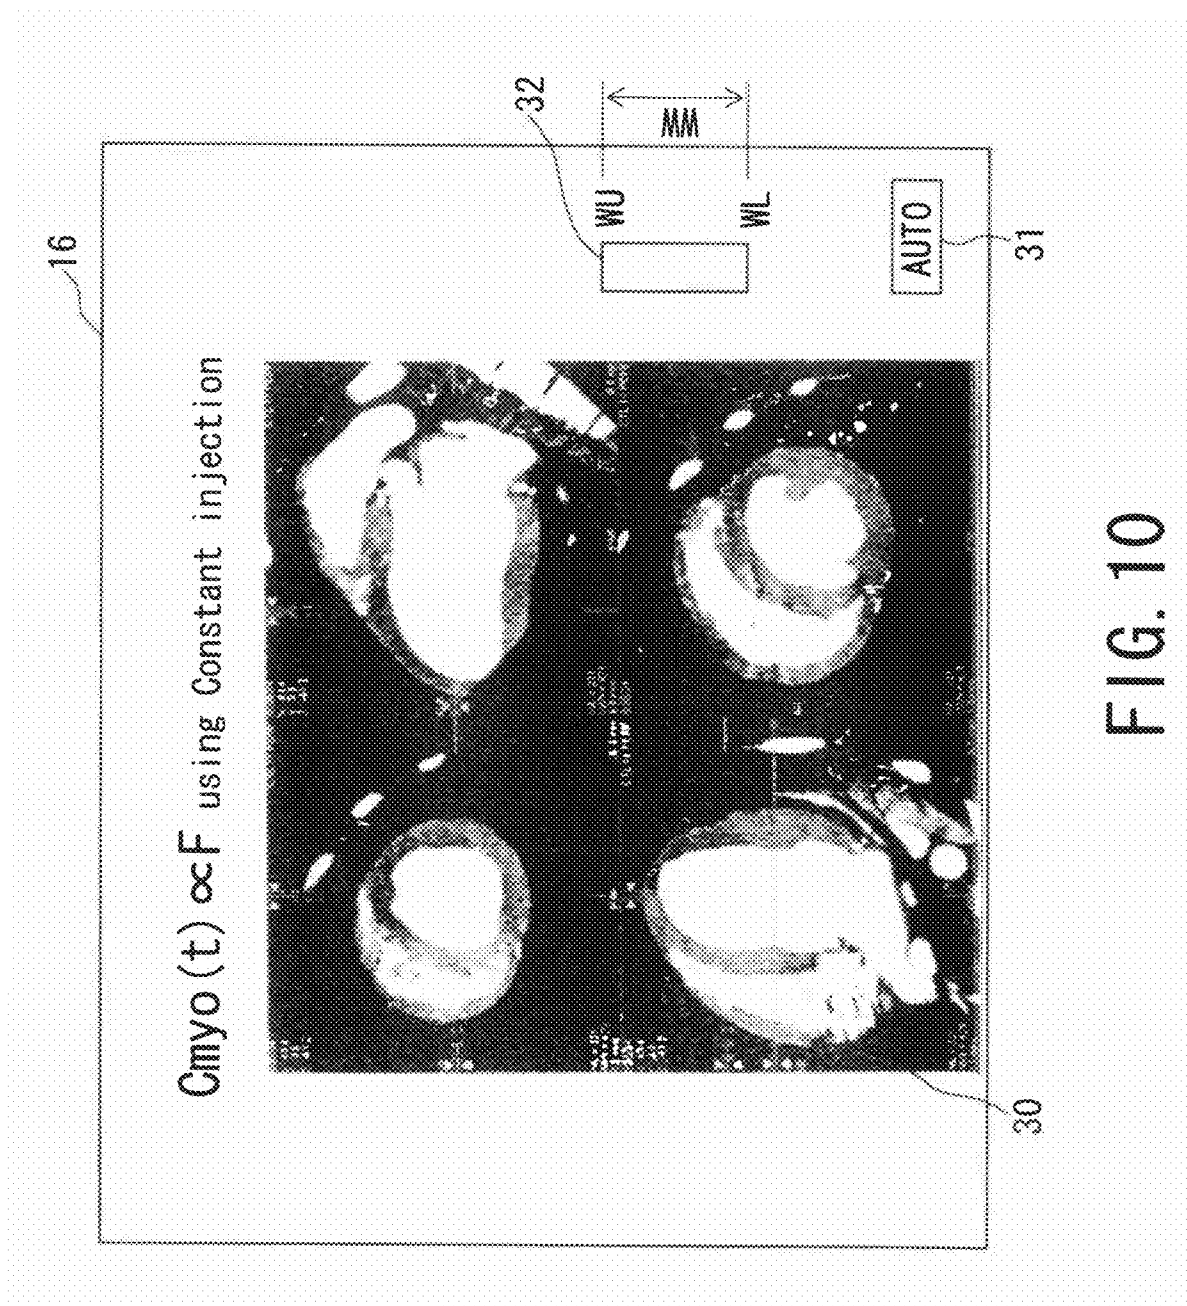 16
Cmyo(t)∝F using Constant injection
32
WU
WW
WL
AUTO
31
30
FIG. 10